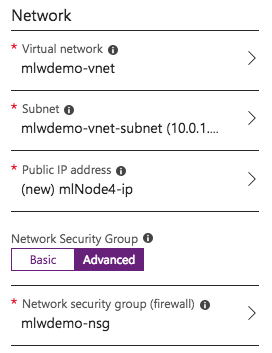 Network
* Virtual network
mlwdemo-vnet
* Subnet
mlwdemo-vnet-subnet (10.0.1....
* Public IP address
(new) mlNode4-ip
Network Security Group
Basic Advanced
* Network security group (firewall)
mlwdemo-nsg